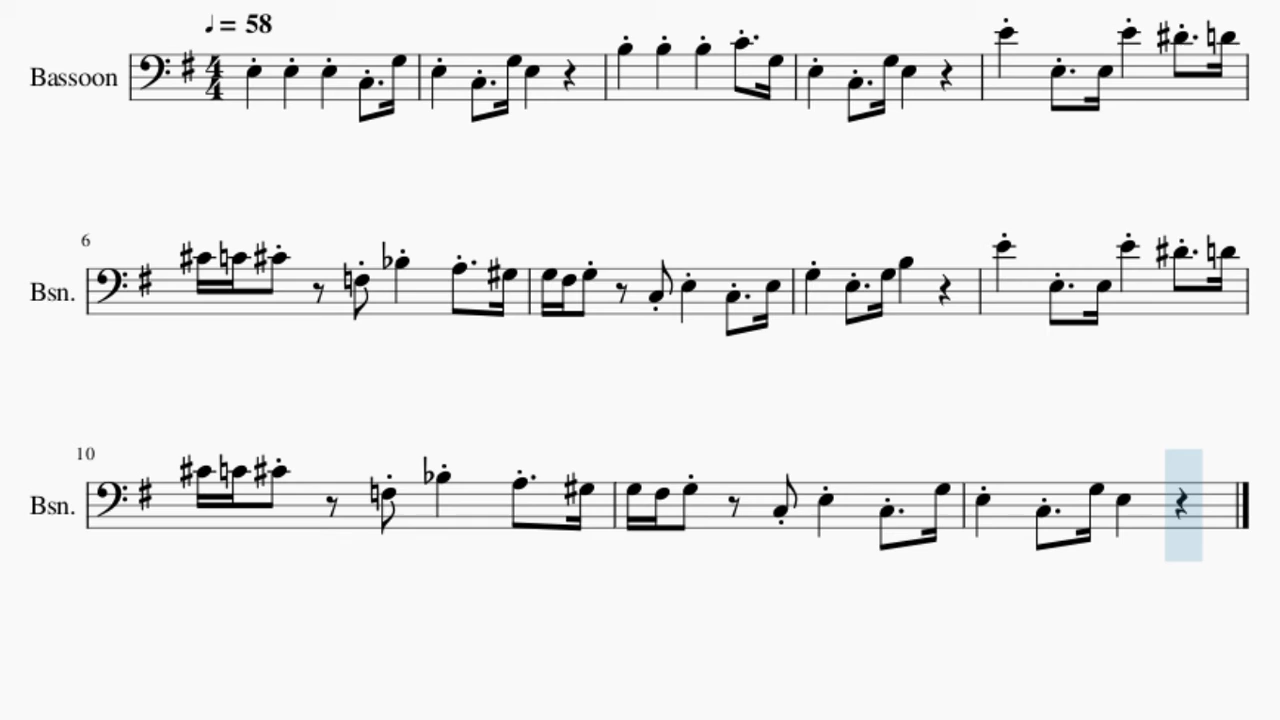 ♩ = 58
Bassoon
4
4
6
Bsn.
10
Bsn.